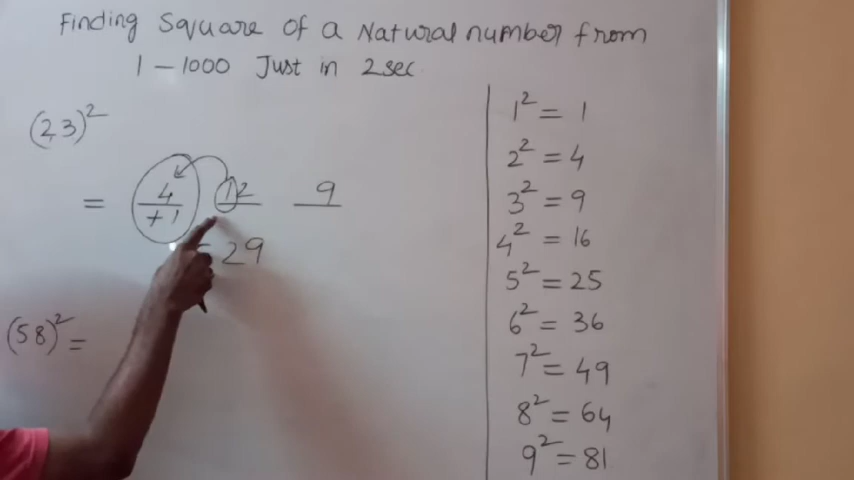 Finding Square of a Natural number from
1 - 1000 Just in 2 sec
(23)²
= 4 12 9
+1
29
(58)² =
1² = 1
2² = 4
3² = 9
4² = 16
5² = 25
6² = 36
7² = 49
8² = 64
9² = 81